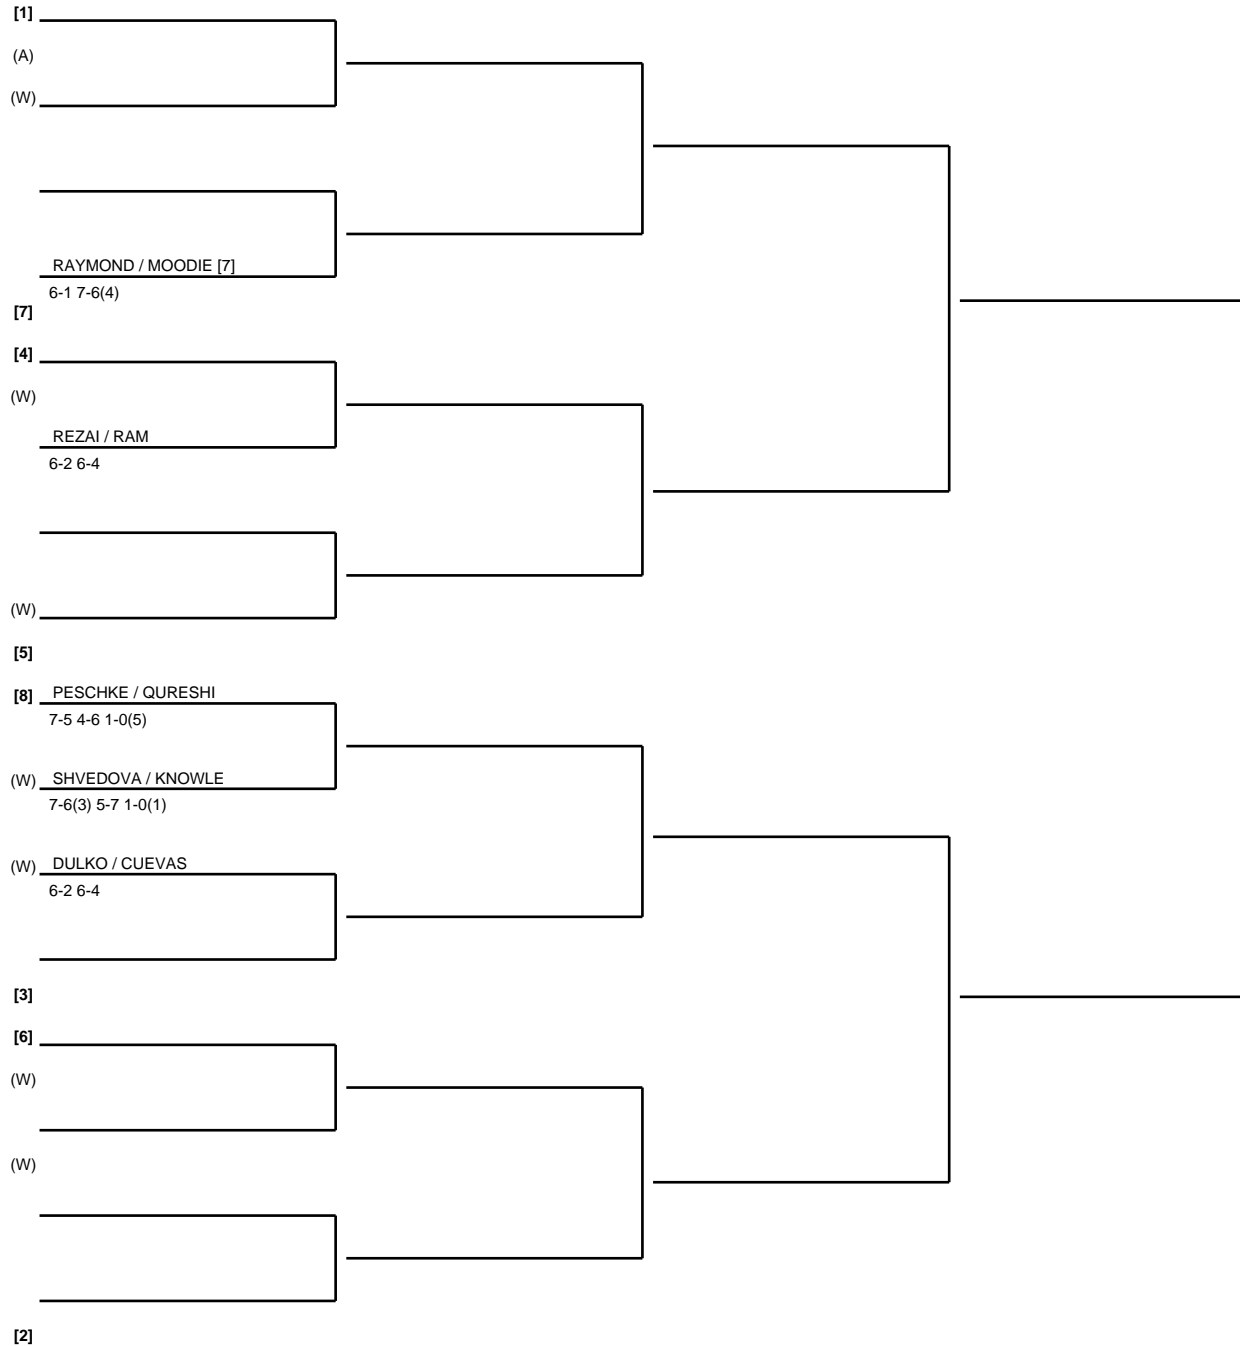 [1]
(A)
(W)
RAYMOND / MOODIE [7]
6-1 7-6(4)
[7]
[4]
(W)
REZAI / RAM
6-2 6-4
(W)
[5]
[8] PESCHKE / QURESHI
7-5 4-6 1-0(5)
(W) SHVEDOVA / KNOWLE
7-6(3) 5-7 1-0(1)
(W) DULKO / CUEVAS
6-2 6-4
[3]
[6]
(W)
(W)
[2]